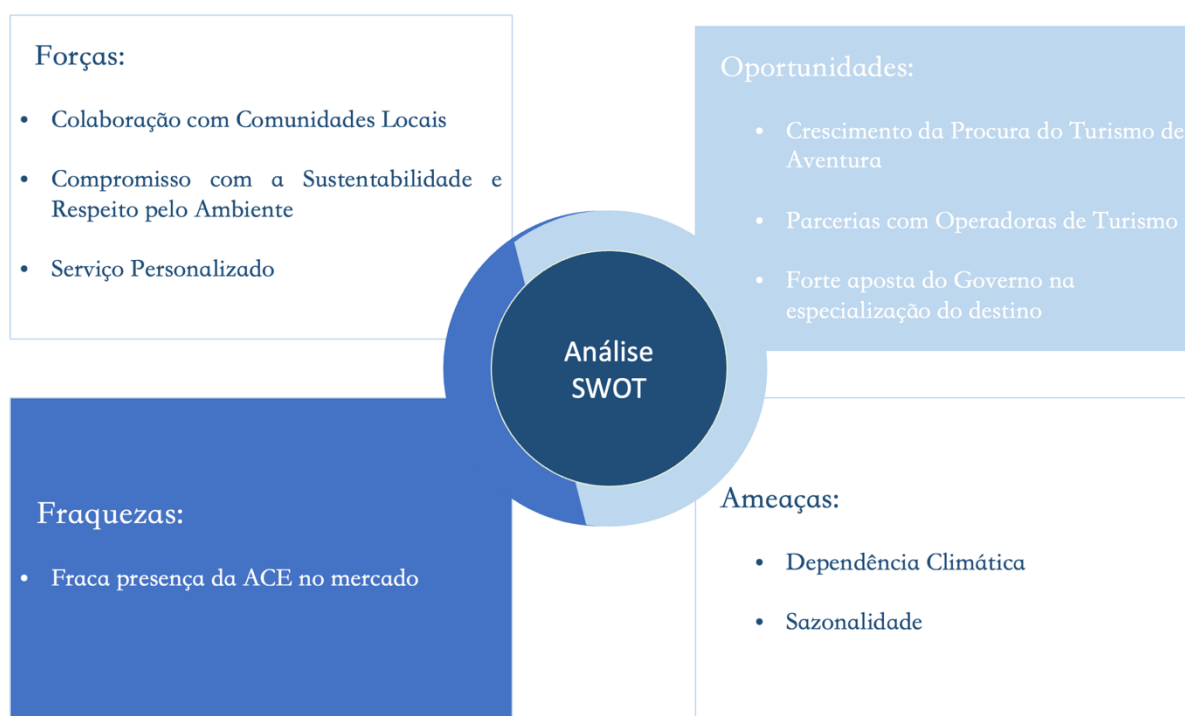 Forças:
• Colaboração com Comunidades Locais
• Compromisso com a Sustentabilidade e
Respeito pelo Ambiente
• Serviço Personalizado
Oportunidades:
• Crescimento da Procura do Turismo de
Aventura
• Parcerias com Operadoras de Turismo
• Forte aposta do Governo na
especialização do destino
Análise
SWOT
Fraquezas:
• Fraca presença da ACE no mercado
Ameaças:
• Dependência Climática
• Sazonalidade